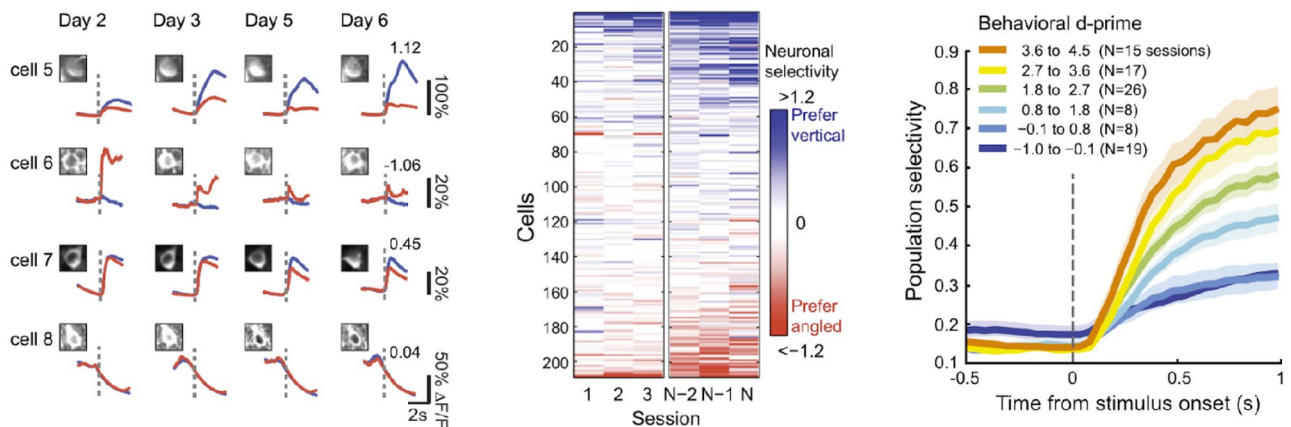 Day 2 Day 3 Day 5 Day 6
cell 5
1.12
100%
cell 6
-1.06
20%
cell 7
0.45
20%
cell 8
0.04
50% ΔF/F
2s
20
40
60
80
100
120
140
160
180
200
Cells
1 2 3 N−2 N−1 N
Session
Neuronal
selectivity
>1.2
Prefer
vertical
0
Prefer
angled
<−1.2
Behavioral d-prime
3.6 to 4.5 (N=15 sessions)
2.7 to 3.6 (N=17)
1.8 to 2.7 (N=26)
0.8 to 1.8 (N=8)
−0.1 to 0.8 (N=8)
−1.0 to −0.1 (N=19)
0.9
0.8
0.7
0.6
0.5
0.4
0.3
0.2
0.1
Population selectivity
-0.5 0 0.5 1
Time from stimulus onset (s)